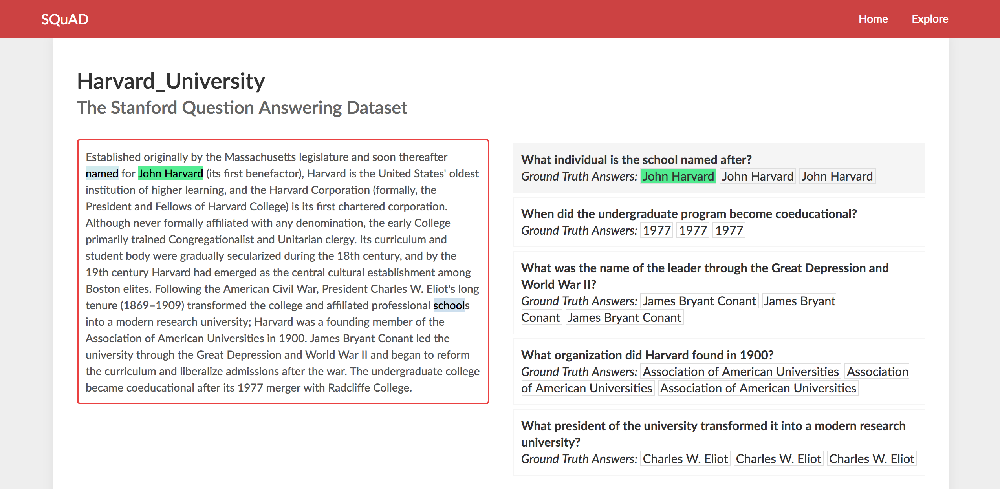 SQuAD
Home
Explore
Harvard_University
The Stanford Question Answering Dataset
Established originally by the Massachusetts legislature and soon thereafter
named for John Harvard (its first benefactor), Harvard is the United States' oldest
institution of higher learning, and the Harvard Corporation (formally, the
President and Fellows of Harvard College) is its first chartered corporation.
Although never formally affiliated with any denomination, the early College
primarily trained Congregationalist and Unitarian clergy. Its curriculum and
student body were gradually secularized during the 18th century, and by the
19th century Harvard had emerged as the central cultural establishment among
Boston elites. Following the American Civil War, President Charles W. Eliot's long
tenure (1869–1909) transformed the college and affiliated professional schools
into a modern research university; Harvard was a founding member of the
Association of American Universities in 1900. James Bryant Conant led the
university through the Great Depression and World War II and began to reform
the curriculum and liberalize admissions after the war. The undergraduate college
became coeducational after its 1977 merger with Radcliffe College.
What individual is the school named after?
Ground Truth Answers: John Harvard John Harvard John Harvard
When did the undergraduate program become coeducational?
Ground Truth Answers: 1977 1977 1977
What was the name of the leader through the Great Depression and
World War II?
Ground Truth Answers: James Bryant Conant James Bryant
Conant James Bryant Conant
What organization did Harvard found in 1900?
Ground Truth Answers: Association of American Universities Association
of American Universities Association of American Universities
What president of the university transformed it into a modern research
university?
Ground Truth Answers: Charles W. Eliot Charles W. Eliot Charles W. Eliot